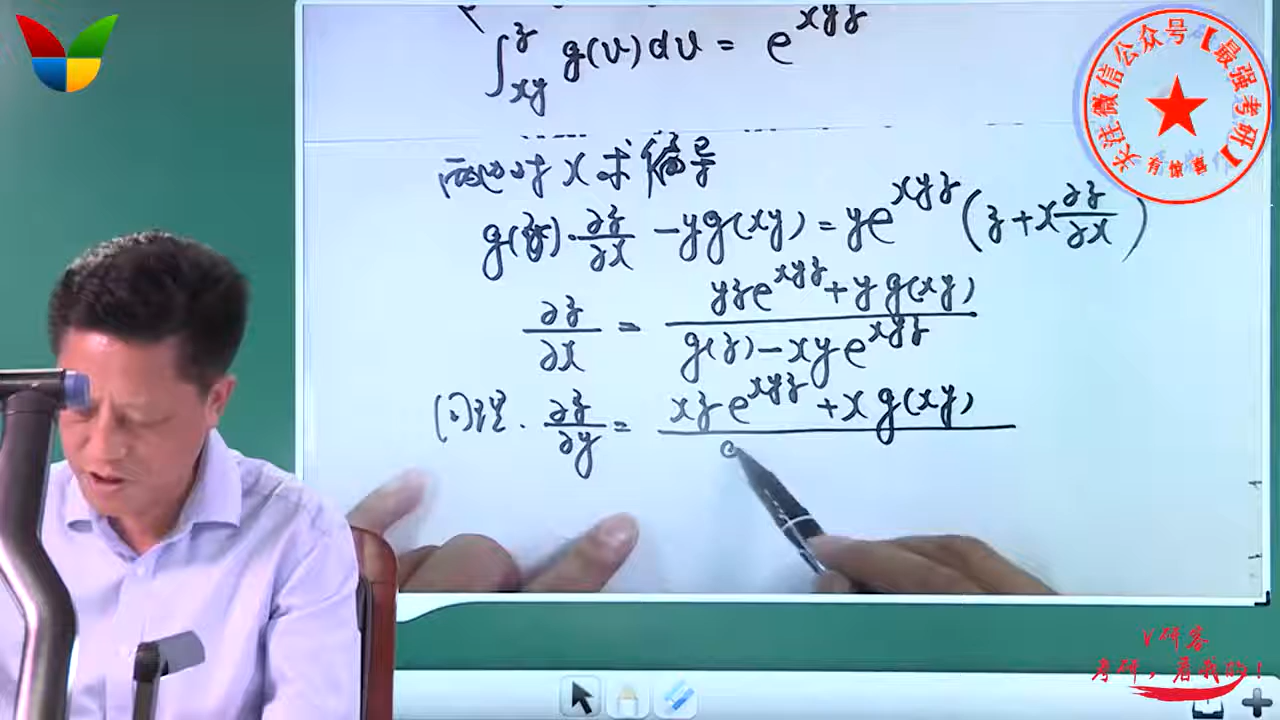 ∫_{xy}^{z} g(v)dv = e^{xyz}
两边对x求偏导
g(z)·∂z/∂x - yg(xy) = ye^{xyz}(z + x∂z/∂x)
∂z/∂x = (yze^{xyz} + yg(xy))/(g(z) - xye^{xyz})
同理. ∂z/∂y = (xze^{xyz} + xg(xy))/
关注微信公众号【最强考研】
有惊喜
V研客
考研，看我的！